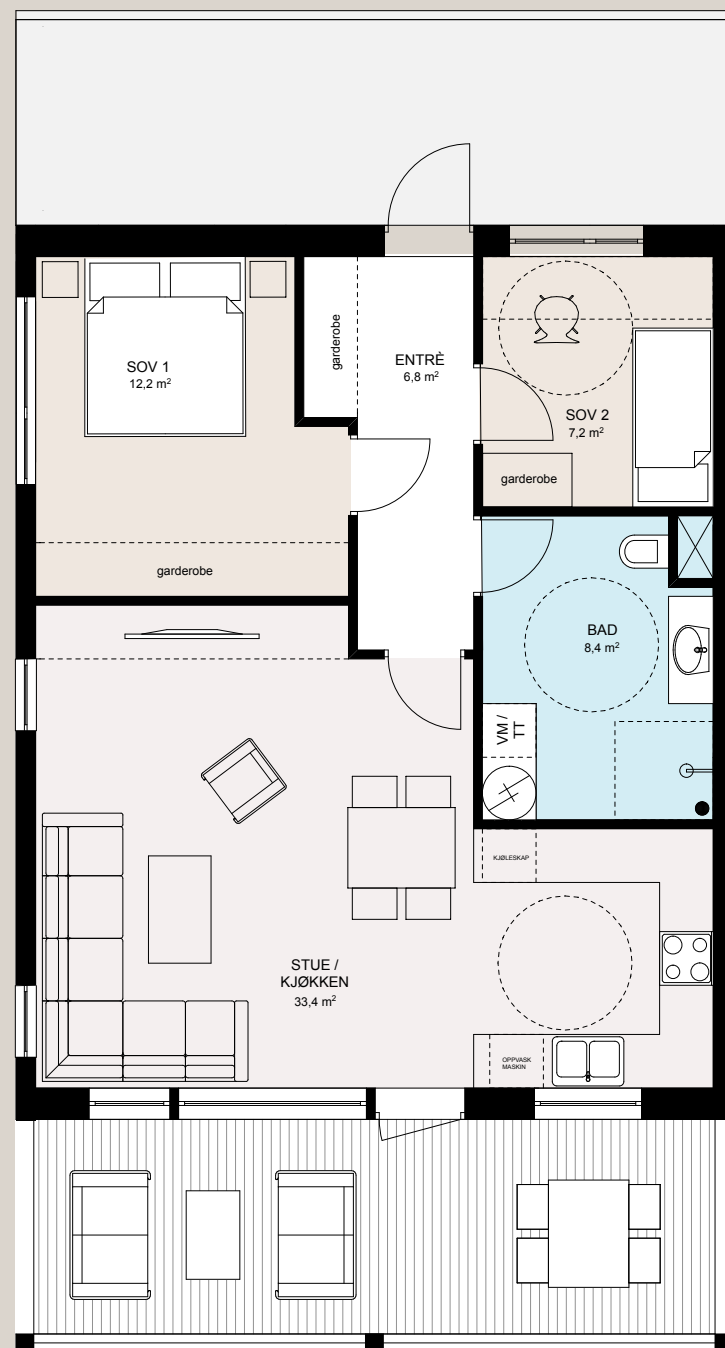 SOV 1
12,2 m²
garderobe
ENTRÈ
6,8 m²
SOV 2
7,2 m²
garderobe
garderobe
BAD
8,4 m²
VM /
TT
KJØLESKAP
STUE /
KJØKKEN
33,4 m²
OPPVASK
MASKIN